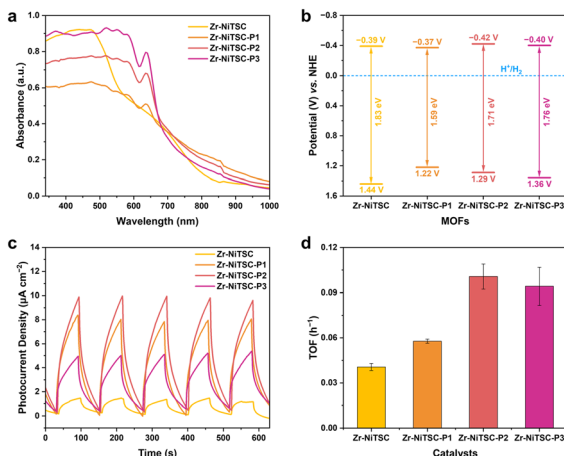 a
Zr-NiTSC
Zr-NiTSC-P1
Zr-NiTSC-P2
Zr-NiTSC-P3
Absorbance (a.u.)
0.9
0.6
0.3
0.0
400 500 600 700 800 900 1000
Wavelength (nm)
b
Potential (V) vs. NHE
-0.8
-0.4
0.0
0.4
0.8
1.2
1.6
−0.39 V
−0.37 V
−0.42 V
−0.40 V
H⁺/H₂
1.83 eV
1.59 eV
1.71 eV
1.76 eV
1.44 V
1.22 V
1.29 V
1.36 V
Zr-NiTSC Zr-NiTSC-P1 Zr-NiTSC-P2 Zr-NiTSC-P3
MOFs
c
Zr-NiTSC
Zr-NiTSC-P1
Zr-NiTSC-P2
Zr-NiTSC-P3
Photocurrent Density (μA cm⁻²)
14
12
10
8
6
4
2
0
0 100 200 300 400 500 600
Time (s)
d
TOF (h⁻¹)
0.12
0.09
0.06
0.03
0.00
Zr-NiTSC Zr-NiTSC-P1 Zr-NiTSC-P2 Zr-NiTSC-P3
Catalysts